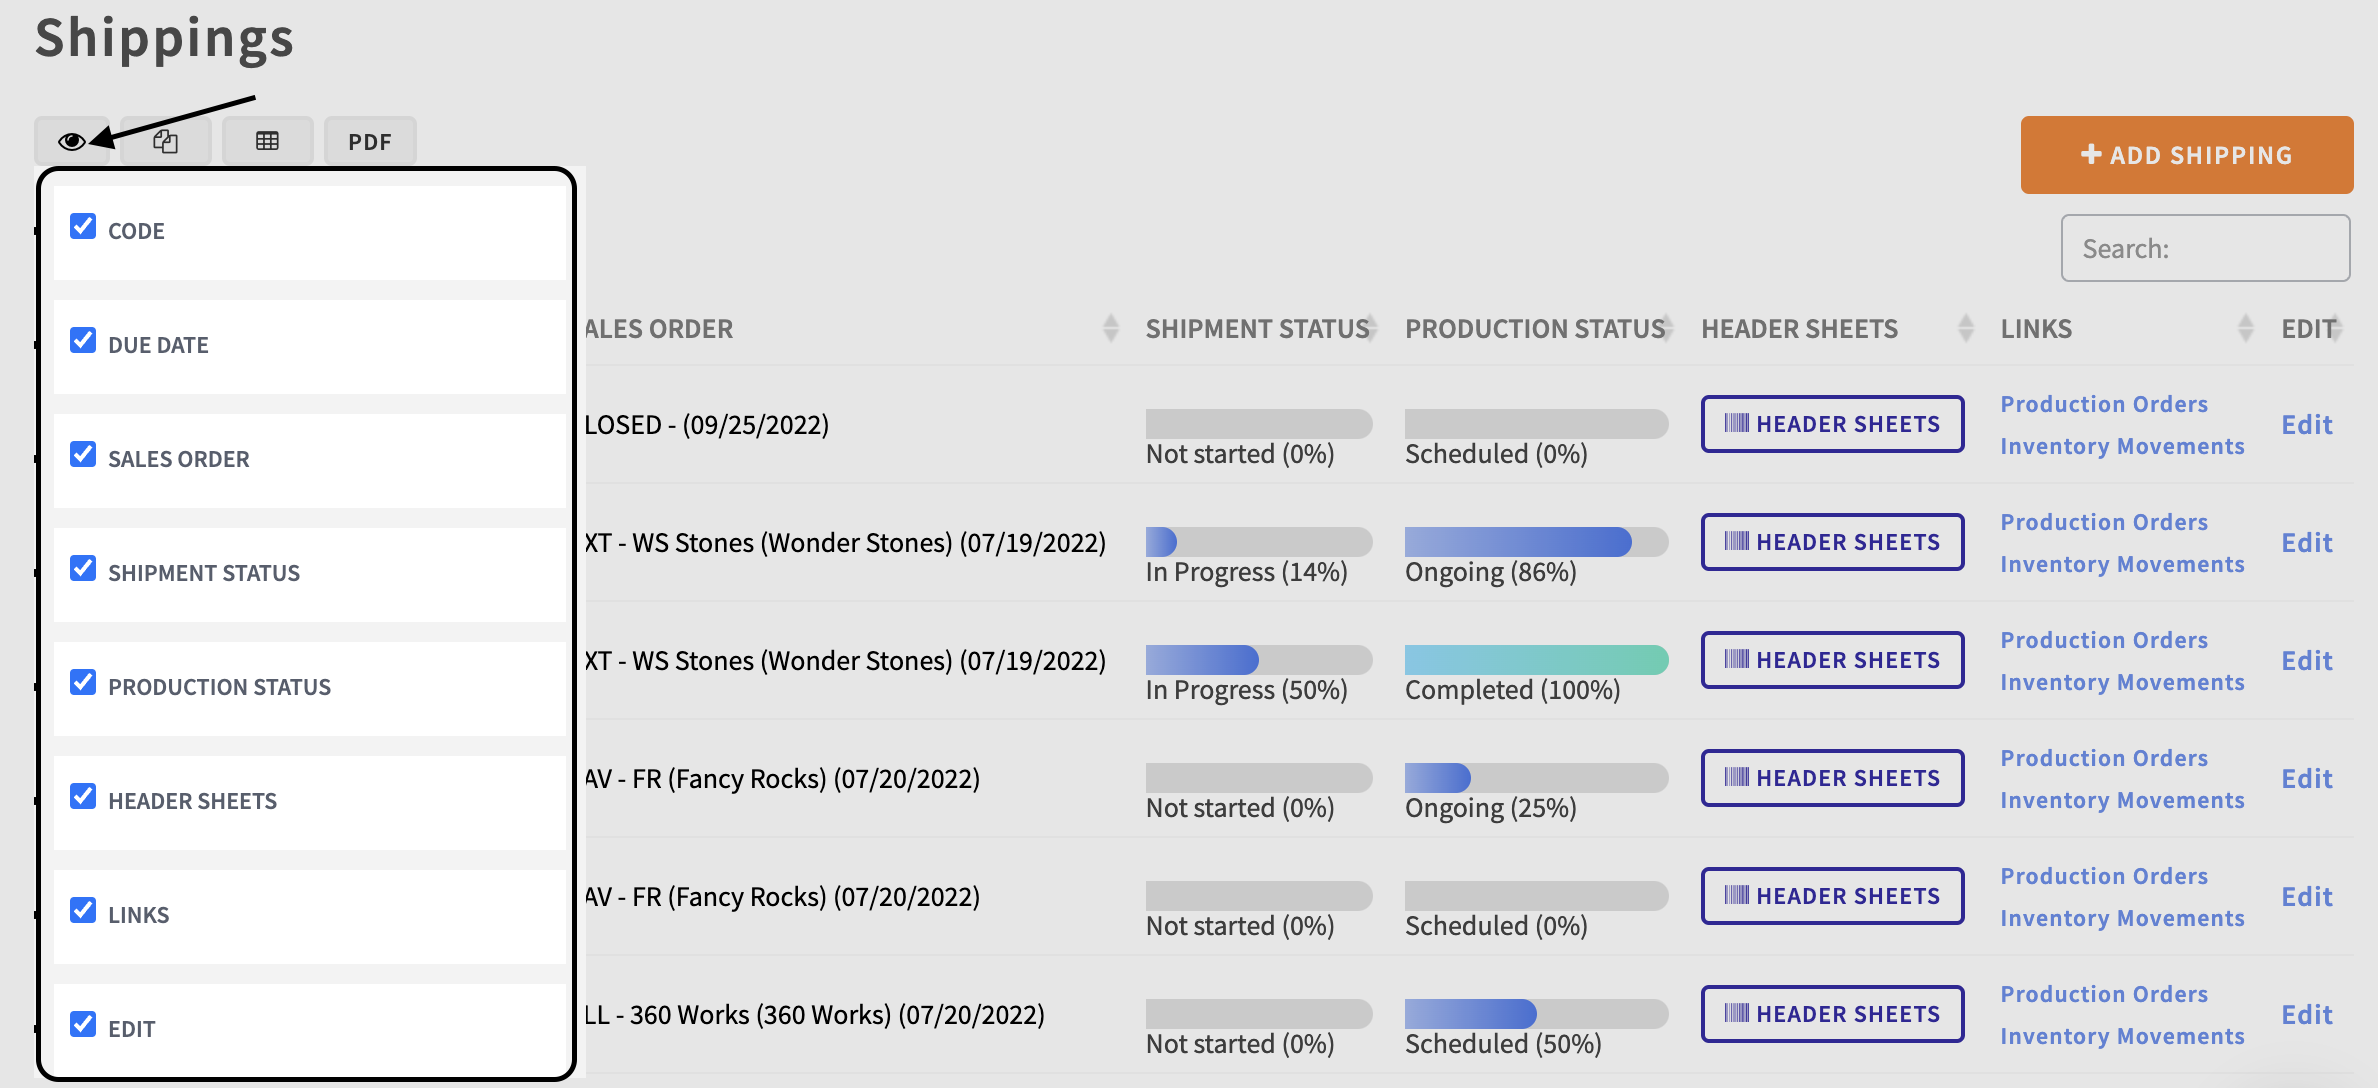 Shippings
PDF
+ ADD SHIPPING
Search:
CODE
DUE DATE
SALES ORDER
SHIPMENT STATUS
PRODUCTION STATUS
HEADER SHEETS
LINKS
EDIT
ALES ORDER SHIPMENT STATUS PRODUCTION STATUS HEADER SHEETS LINKS EDIT
LOSED - (09/25/2022) Not started (0%) Scheduled (0%) HEADER SHEETS Production Orders Inventory Movements Edit
XT - WS Stones (Wonder Stones) (07/19/2022) In Progress (14%) Ongoing (86%) HEADER SHEETS Production Orders Inventory Movements Edit
XT - WS Stones (Wonder Stones) (07/19/2022) In Progress (50%) Completed (100%) HEADER SHEETS Production Orders Inventory Movements Edit
AV - FR (Fancy Rocks) (07/20/2022) Not started (0%) Ongoing (25%) HEADER SHEETS Production Orders Inventory Movements Edit
AV - FR (Fancy Rocks) (07/20/2022) Not started (0%) Scheduled (0%) HEADER SHEETS Production Orders Inventory Movements Edit
LL - 360 Works (360 Works) (07/20/2022) Not started (0%) Scheduled (50%) HEADER SHEETS Production Orders Inventory Movements Edit